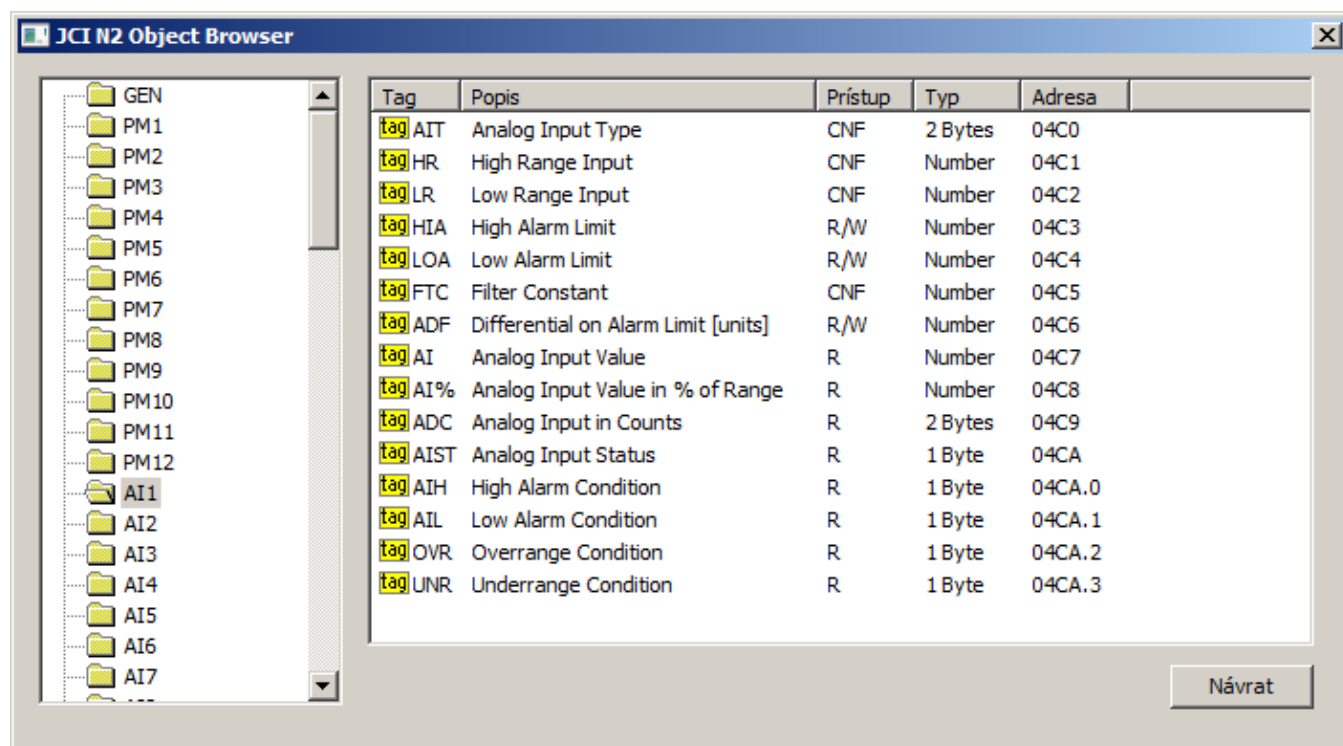 JCI N2 Object Browser
GEN
PM1
PM2
PM3
PM4
PM5
PM6
PM7
PM8
PM9
PM10
PM11
PM12
AI1
AI2
AI3
AI4
AI5
AI6
AI7
Tag Popis Prístup Typ Adresa
tag AIT Analog Input Type CNF 2 Bytes 04C0
tag HR High Range Input CNF Number 04C1
tag LR Low Range Input CNF Number 04C2
tag HIA High Alarm Limit R/W Number 04C3
tag LOA Low Alarm Limit R/W Number 04C4
tag FTC Filter Constant CNF Number 04C5
tag ADF Differential on Alarm Limit [units] R/W Number 04C6
tag AI Analog Input Value R Number 04C7
tag AI% Analog Input Value in % of Range R Number 04C8
tag ADC Analog Input in Counts R 2 Bytes 04C9
tag AIST Analog Input Status R 1 Byte 04CA
tag AIH High Alarm Condition R 1 Byte 04CA.0
tag AIL Low Alarm Condition R 1 Byte 04CA.1
tag OVR Overrange Condition R 1 Byte 04CA.2
tag UNR Underrange Condition R 1 Byte 04CA.3
Návrat